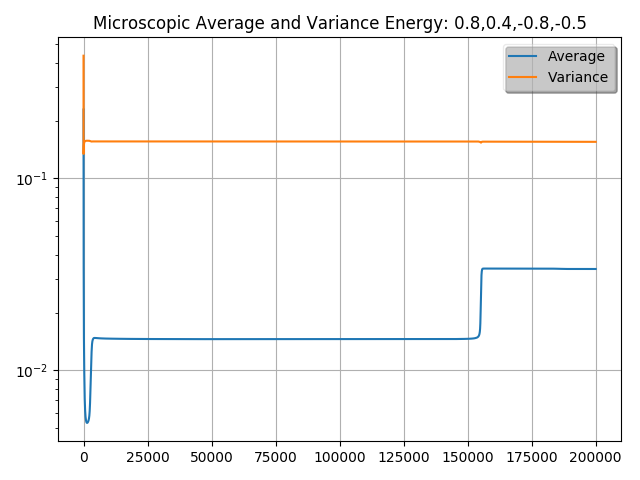 Microscopic Average and Variance Energy: 0.8,0.4,-0.8,-0.5
Average
Variance
10⁻¹
10⁻²
0 25000 50000 75000 100000 125000 150000 175000 200000